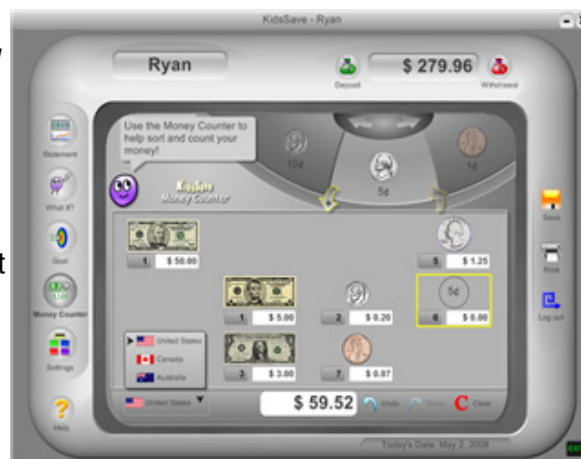 KidsSave - Ryan
Ryan
Deposit
$ 279.96
Withdrawal
Use the Money Counter to
help sort and count your
money!
10¢
5¢
1¢
KidsSave
Money Counter
Statement
What If?
Goal
Money Counter
Settings
Help
Save
Print
Log out
1 $ 50.00
5 $ 1.25
1 $ 5.00
2 $ 0.20
5¢
0 $ 0.00
3 $ 3.00
7 $ 0.07
United States
Canada
Australia
United States
$ 59.52
Undo
Clear
Today's Date: May 2, 2008